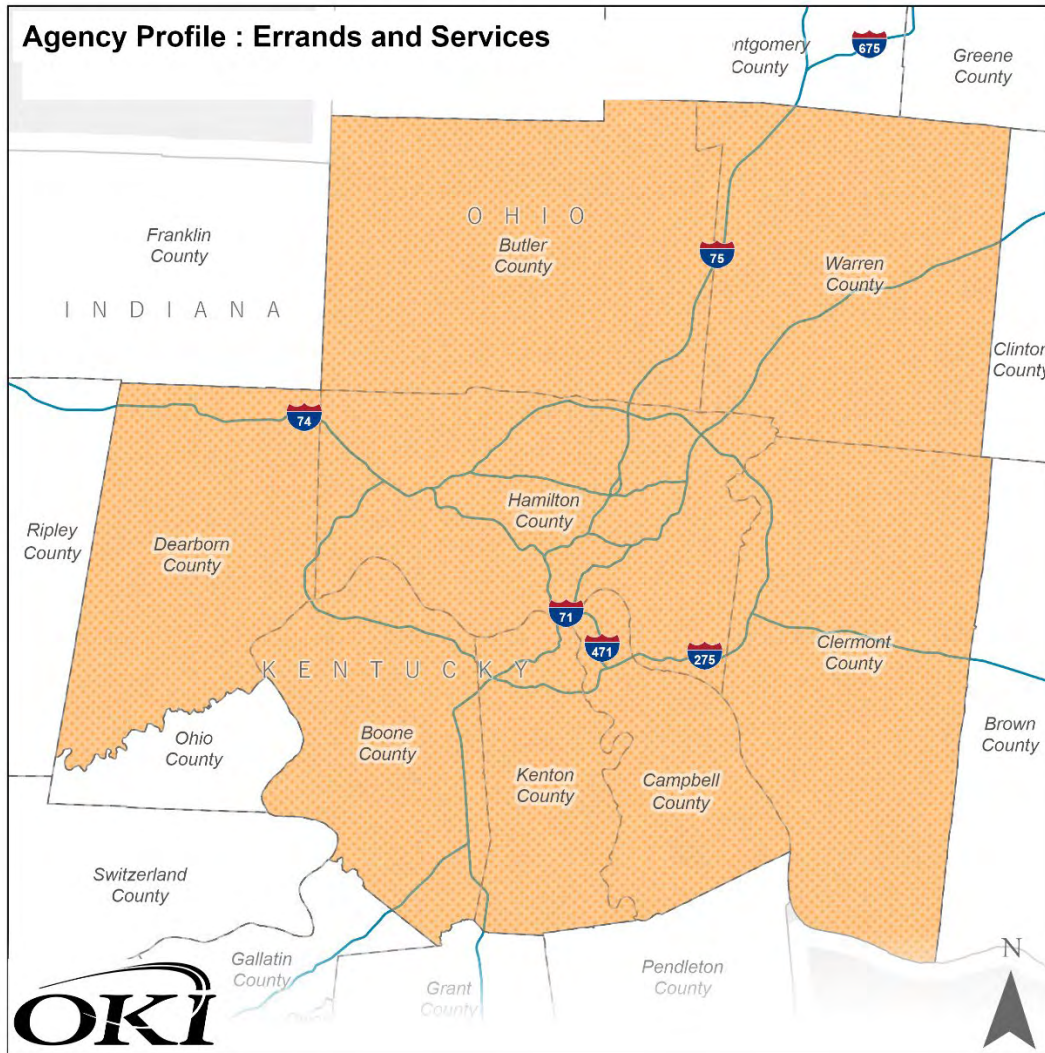 Agency Profile : Errands and Services
ntgomery
County
675
Greene
County
OHIO
Franklin
County
Butler
County
75
Warren
County
INDIANA
Clinton
County
74
Hamilton
County
Ripley
County
Dearborn
County
71
471
275
Clermont
County
KENTUCKY
Ohio
County
Boone
County
Kenton
County
Campbell
County
Brown
County
Switzerland
County
Gallatin
County
Grant
County
Pendleton
County
N
OKI